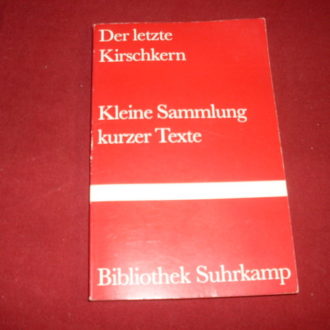 Der letzte
Kirschkern
Kleine Sammlung
kurzer Texte
Bibliothek Suhrkamp